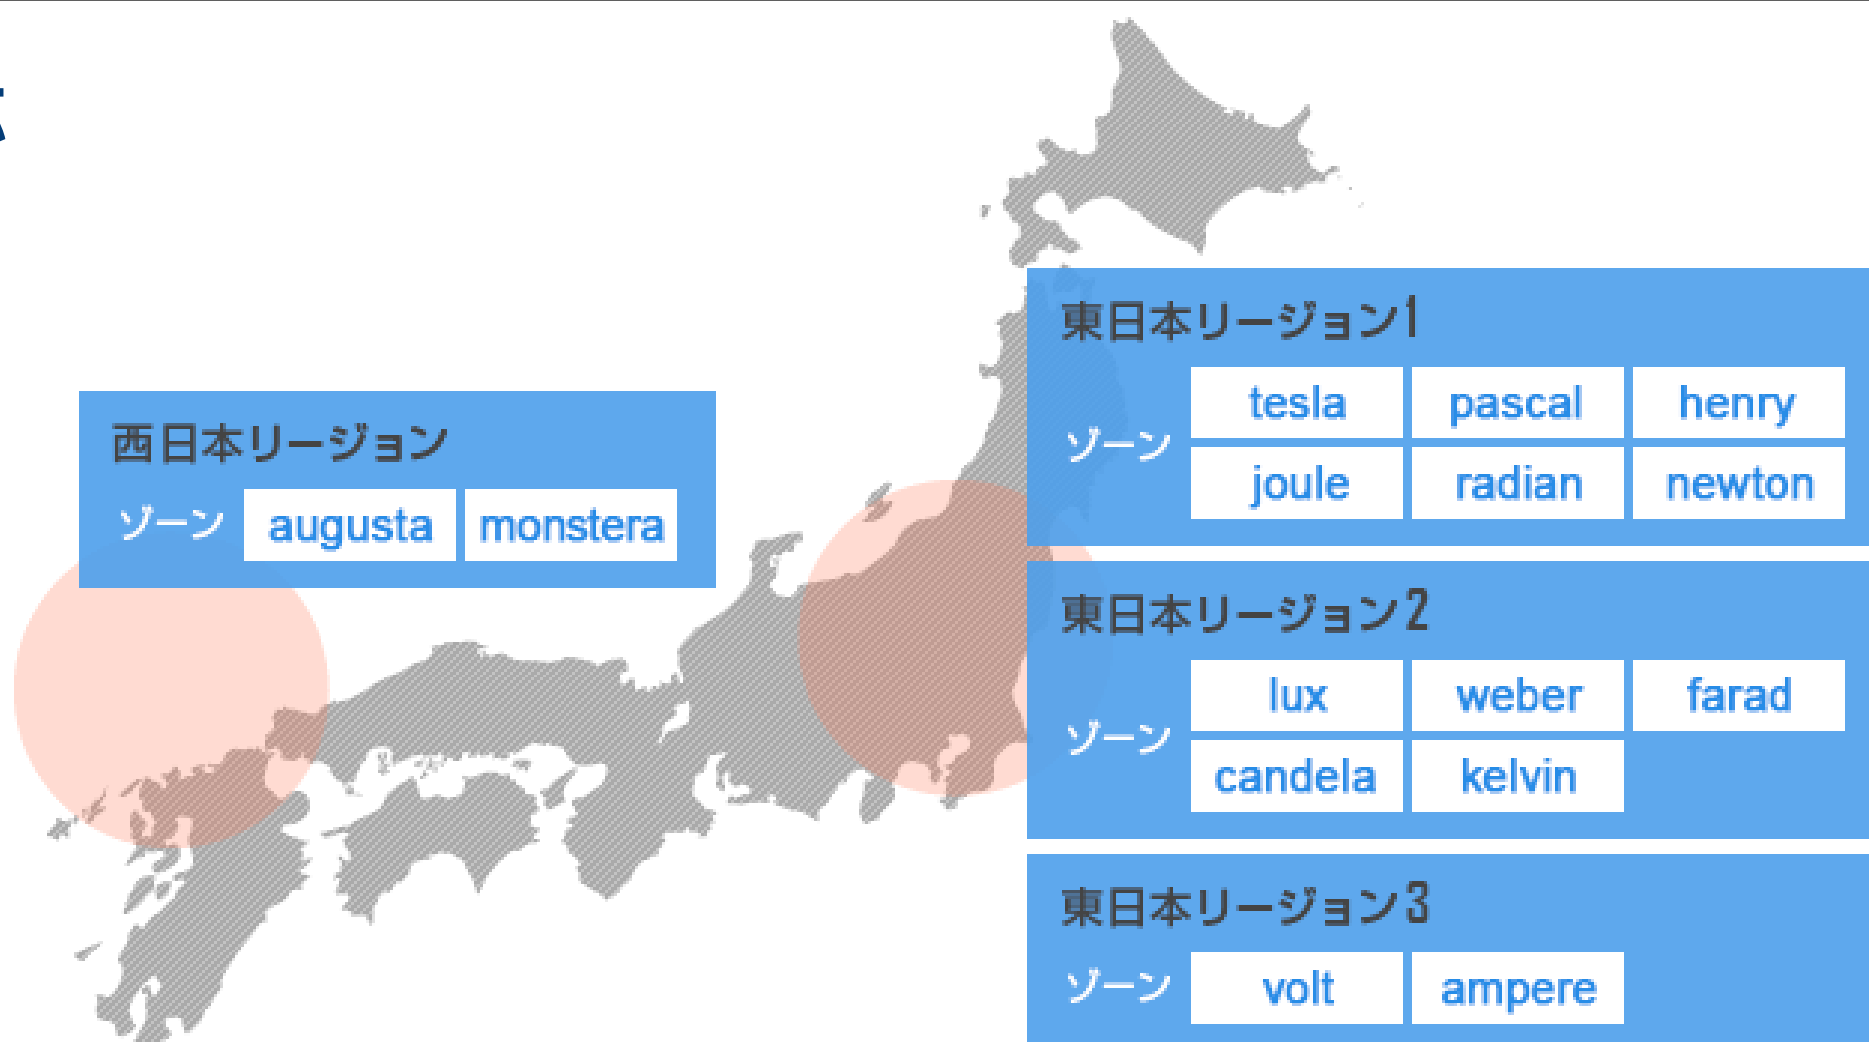 西日本リージョン
ゾーン augusta monstera
東日本リージョン1
ゾーン
tesla pascal henry
joule radian newton
東日本リージョン2
ゾーン
lux weber farad
candela kelvin
東日本リージョン3
ゾーン volt ampere